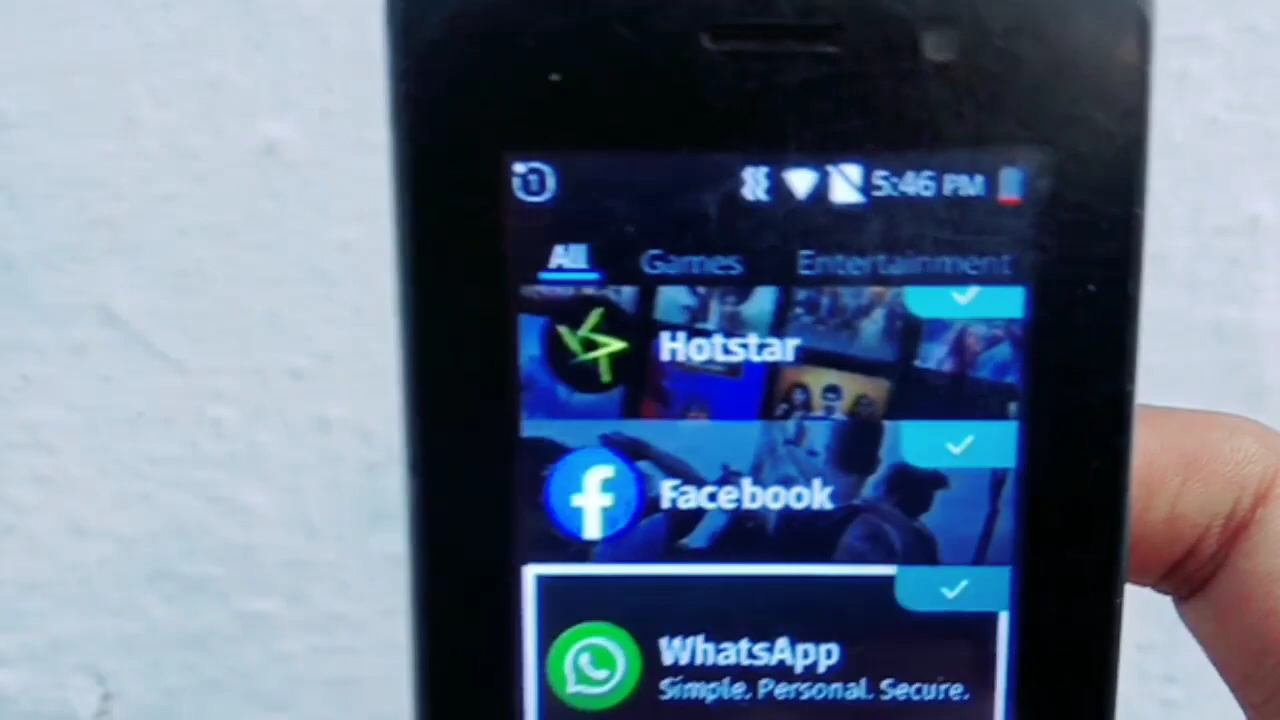 5:46 PM
All Games Entertainment
Hotstar
Facebook
WhatsApp
Simple. Personal. Secure.